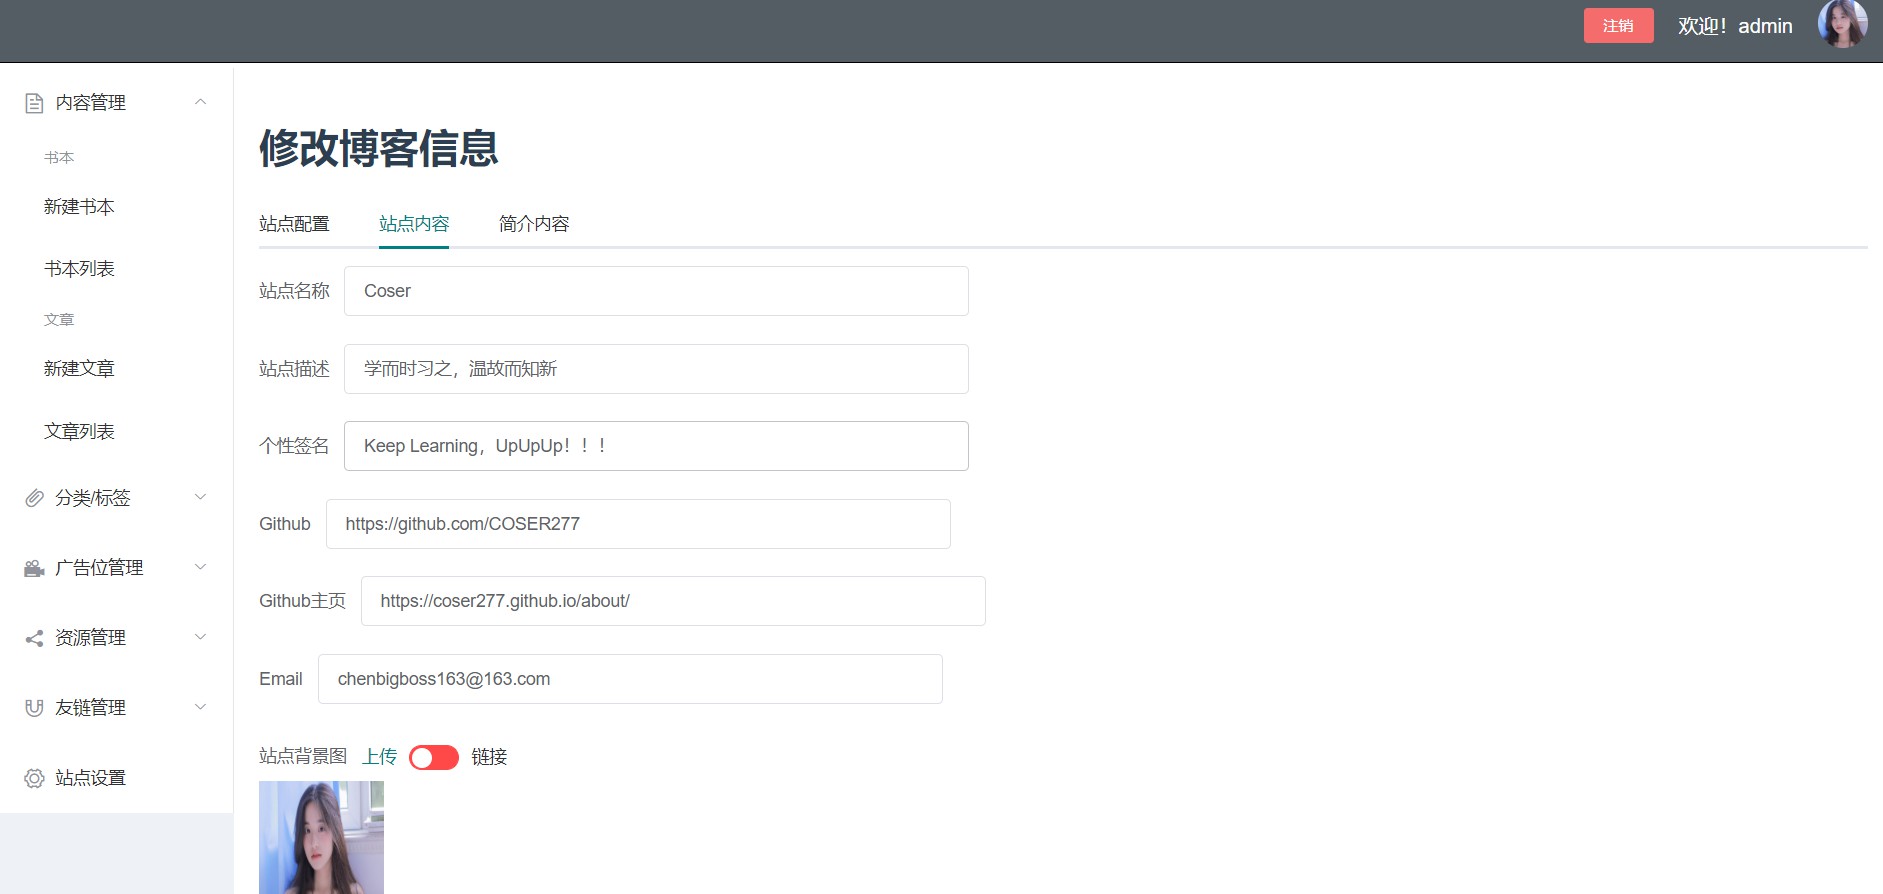 注销 欢迎！admin
内容管理
书本
新建书本
书本列表
文章
新建文章
文章列表
分类/标签
广告位管理
资源管理
友链管理
站点设置
修改博客信息
站点配置 站点内容 简介内容
站点名称 Coser
站点描述 学而时习之，温故而知新
个性签名 Keep Learning，UpUpUp！！！
Github https://github.com/COSER277
Github主页 https://coser277.github.io/about/
Email chenbigboss163@163.com
站点背景图 上传 链接